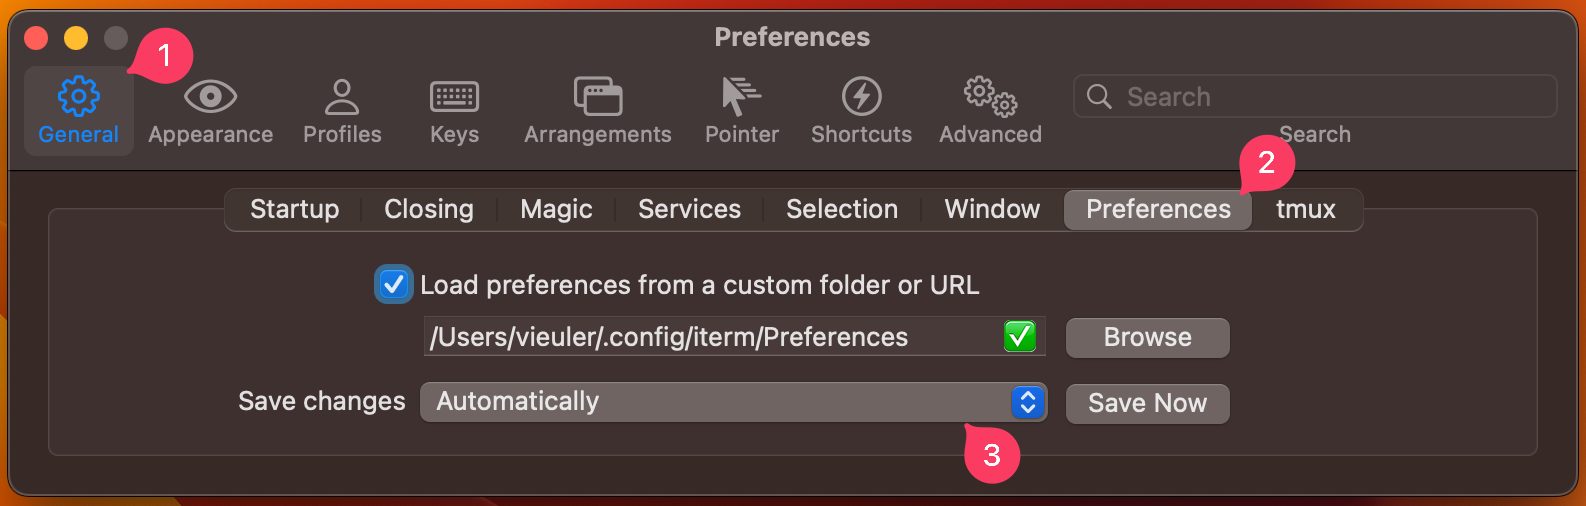 Preferences
1
General
Appearance
Profiles
Keys
Arrangements
Pointer
Shortcuts
Advanced
Search
Search
2
Startup
Closing
Magic
Services
Selection
Window
Preferences
tmux
Load preferences from a custom folder or URL
/Users/vieuler/.config/iterm/Preferences
Browse
Save changes
Automatically
Save Now
3